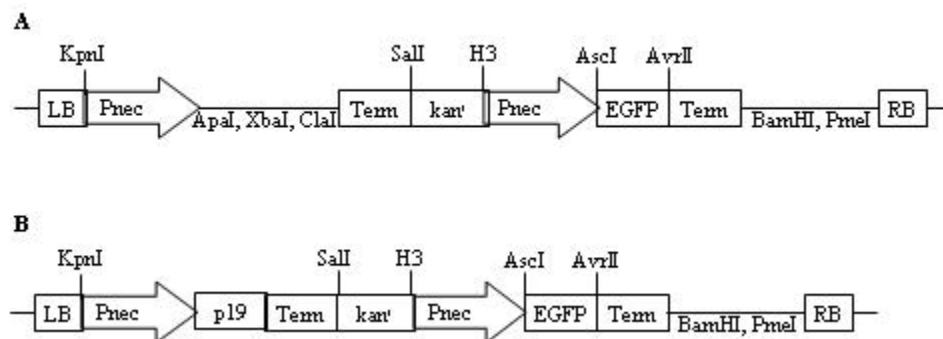 A
KpnI SalI H3 AscI AvrII
LB Pnec Term kanʳ Pnec EGFP Term RB
ApaI, XbaI, ClaI BamHI, PmeI
B
KpnI SalI H3 AscI AvrII
LB Pnec p19 Term kanʳ Pnec EGFP Term RB
BamHI, PmeI